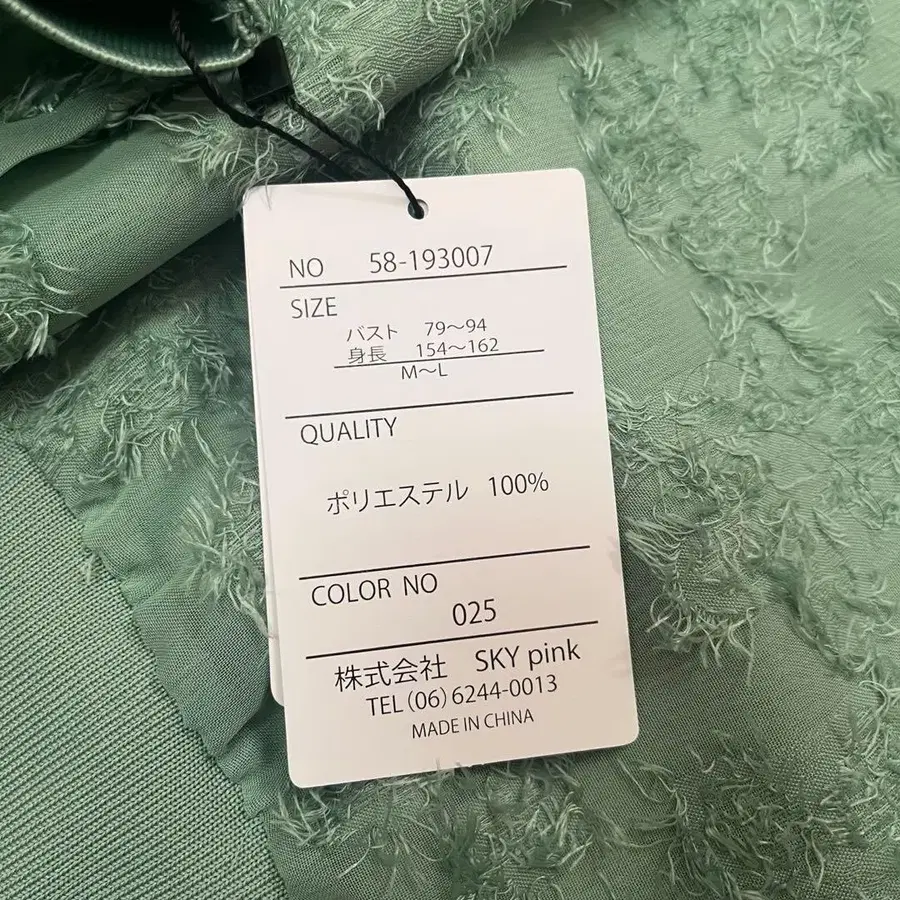 NO 58-193007
SIZE
バスト 79～94
身長 154～162
M～L
QUALITY
ポリエステル 100%
COLOR NO
025
株式会社 SKY pink
TEL(06)6244-0013
MADE IN CHINA